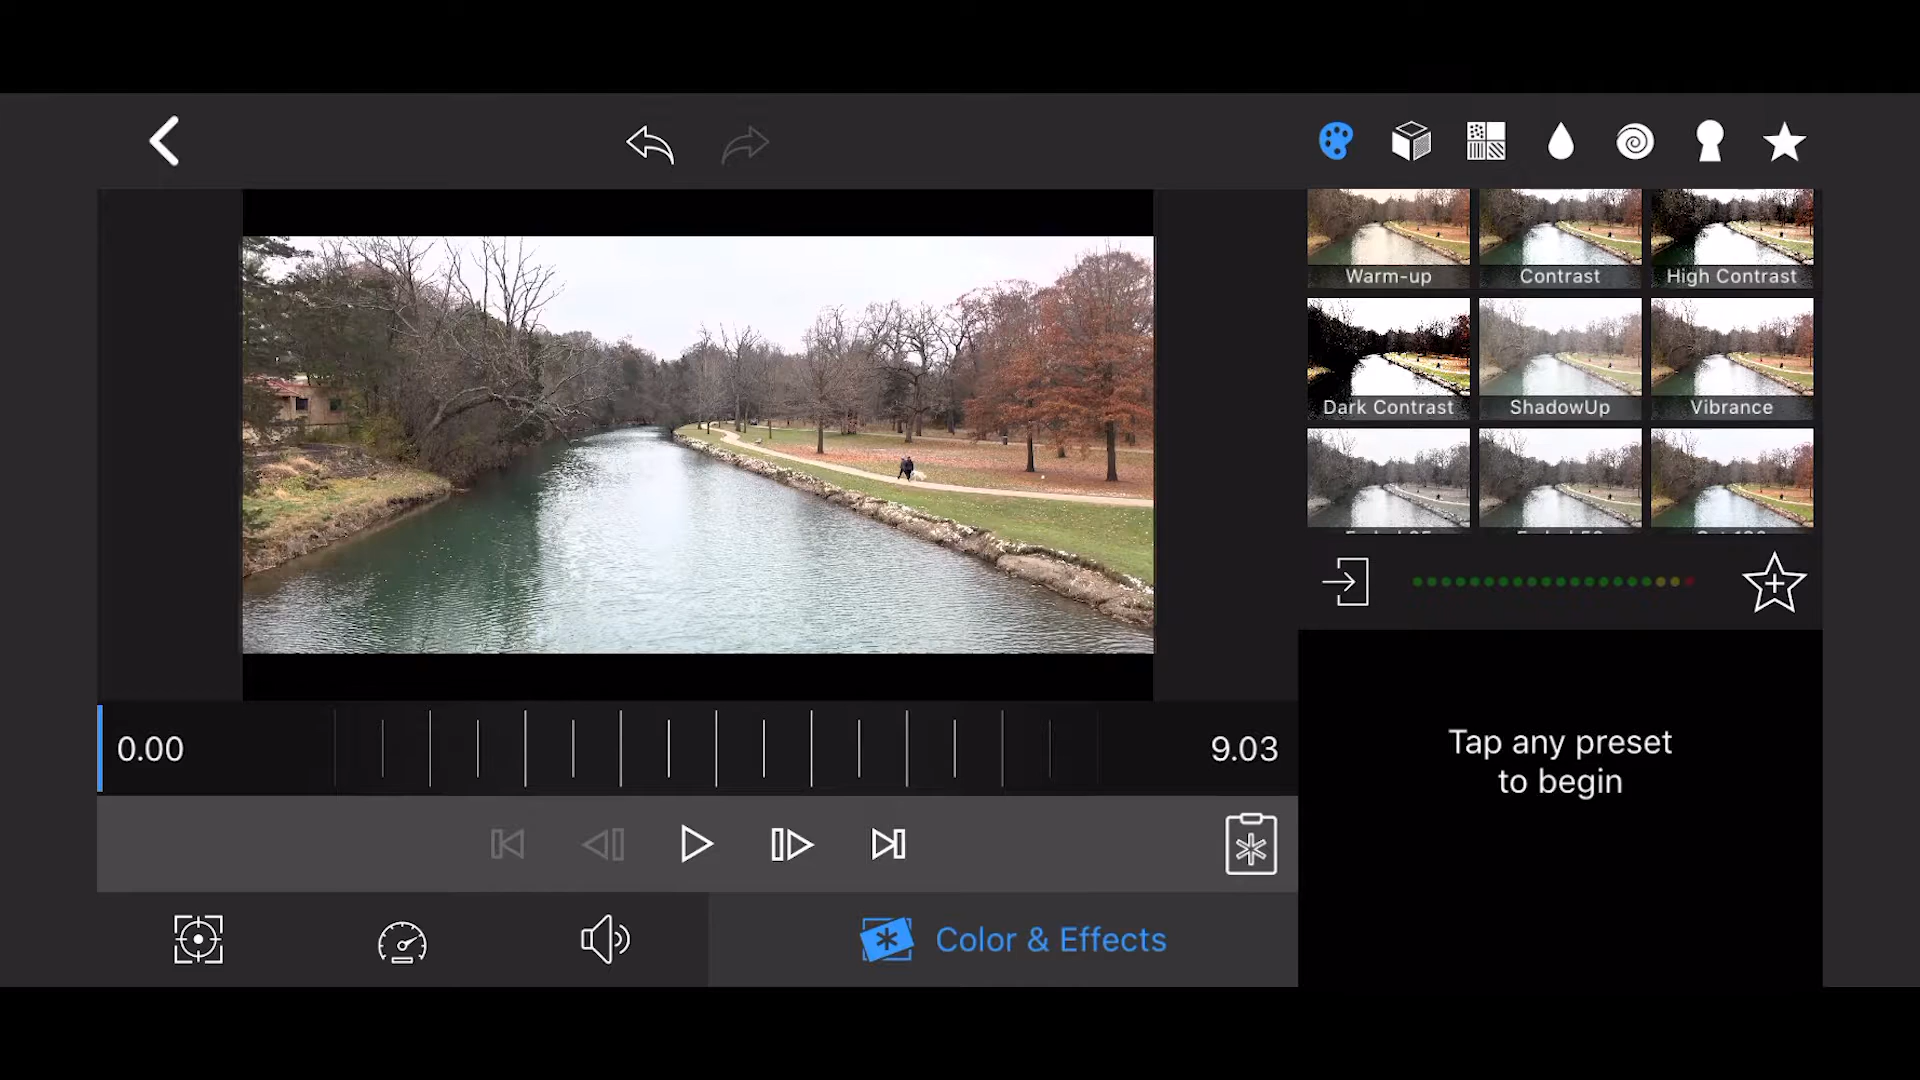 Warm-up
Contrast
High Contrast
Dark Contrast
ShadowUp
Vibrance
0.00
9.03
Tap any preset
to begin
Color & Effects